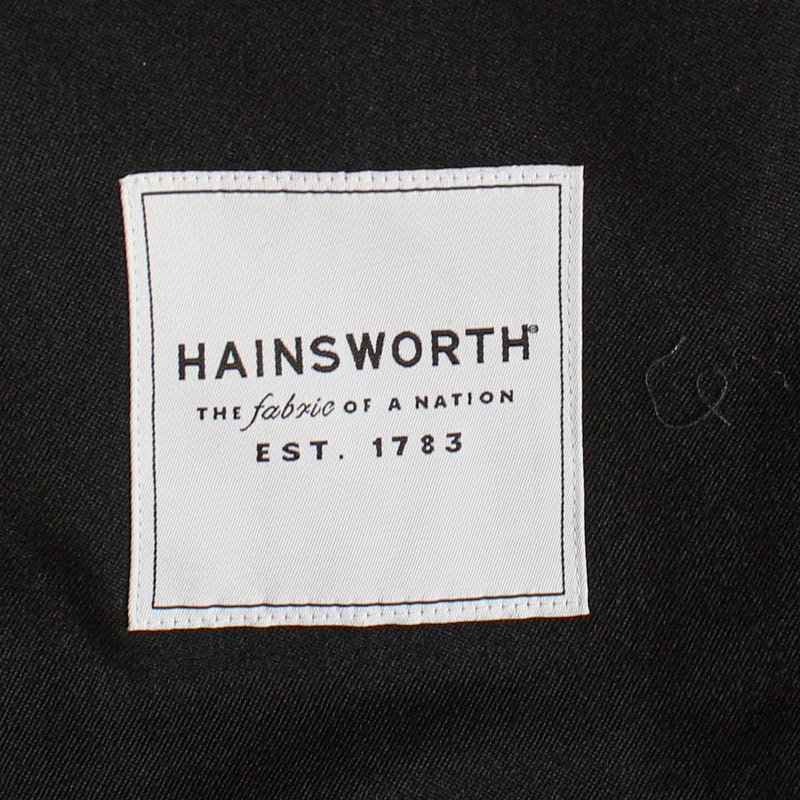 HAINSWORTH®
THE fabric OF A NATION
EST. 1783